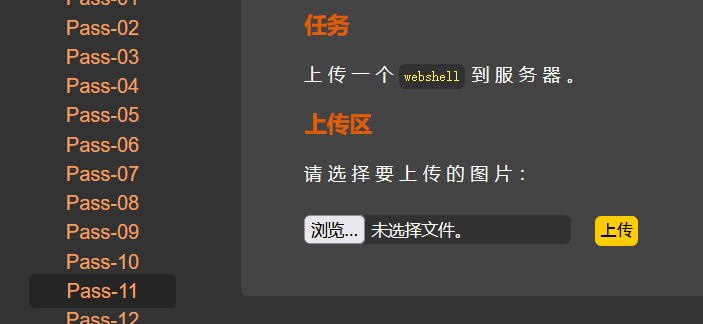 Pass-01
Pass-02
Pass-03
Pass-04
Pass-05
Pass-06
Pass-07
Pass-08
Pass-09
Pass-10
Pass-11
Pass-12
任务
上传一个 webshell 到服务器。
上传区
请选择要上传的图片：
浏览... 未选择文件。 上传